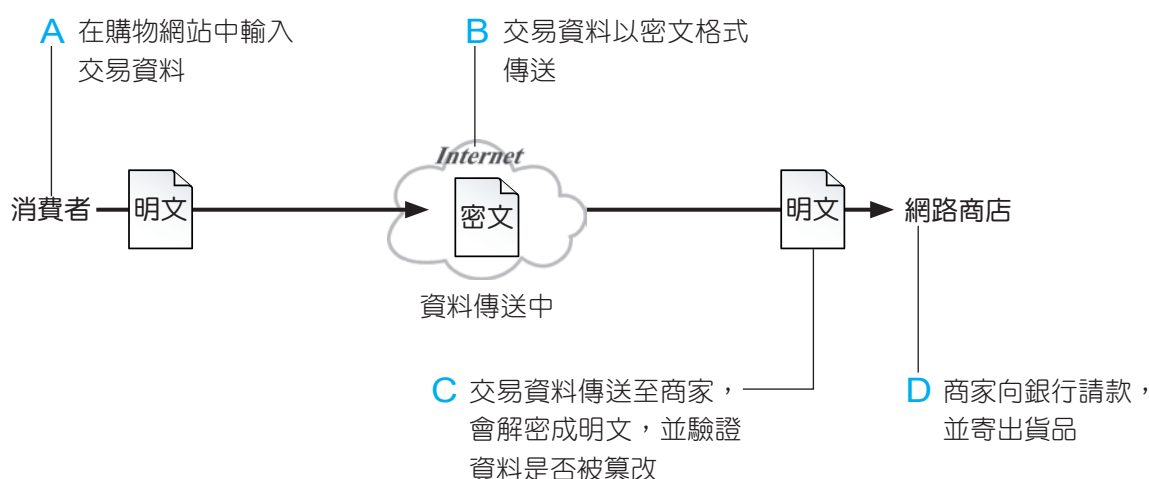 A 在購物網站中輸入
交易資料
B 交易資料以密文格式
傳送
Internet
消費者
明文
密文
明文
網路商店
資料傳送中
C 交易資料傳送至商家，
會解密成明文，並驗證
資料是否被篡改
D 商家向銀行請款，
並寄出貨品